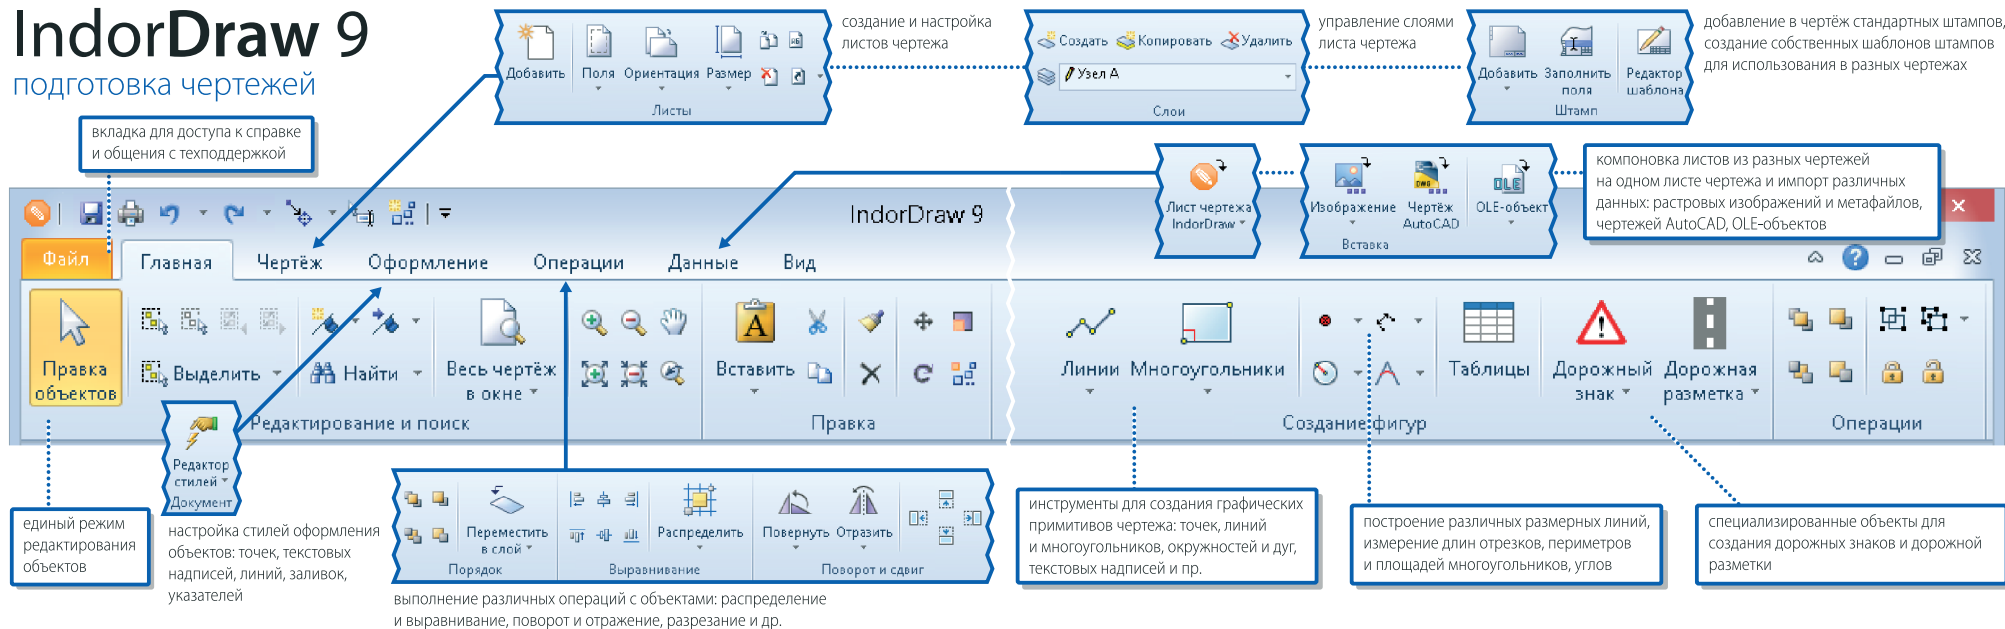 IndorDraw 9
подготовка чертежей
Добавить
Поля
Ориентация
Размер
Листы
создание и настройка
листов чертежа
Создать
Копировать
Удалить
Узел А
Слои
управление слоями
листа чертежа
Добавить
Заполнить
поля
Редактор
шаблона
Штамп
добавление в чертёж стандартных штампов,
создание собственных шаблонов штампов
для использования в разных чертежах
вкладка для доступа к справке
и общения с техподдержкой
Лист чертежа
IndorDraw
Изображение
Чертёж
AutoCAD
OLE
OLE-объект
Вставка
компоновка листов из разных чертежей
на одном листе чертежа и импорт различных
данных: растровых изображений и метафайлов,
чертежей AutoCAD, OLE-объектов
IndorDraw 9
Файл
Главная
Чертёж
Оформление
Операции
Данные
Вид
Правка
объектов
Выделить
Найти
Весь чертёж
в окне
Редактирование и поиск
Вставить
Правка
Линии
Многоугольники
Таблицы
Дорожный
знак
Дорожная
разметка
Создание фигур
Операции
Редактор
стилей
Документ
единый режим
редактирования
объектов
настройка стилей оформления
объектов: точек, текстовых
надписей, линий, заливок,
указателей
Переместить
в слой
Порядок
Распределить
Выравнивание
Повернуть
Отразить
Поворот и сдвиг
выполнение различных операций с объектами: распределение
и выравнивание, поворот и отражение, разрезание и др.
инструменты для создания графических
примитивов чертежа: точек, линий
и многоугольников, окружностей и дуг,
текстовых надписей и пр.
построение различных размерных линий,
измерение длин отрезков, периметров
и площадей многоугольников, углов
специализированные объекты для
создания дорожных знаков и дорожной
разметки